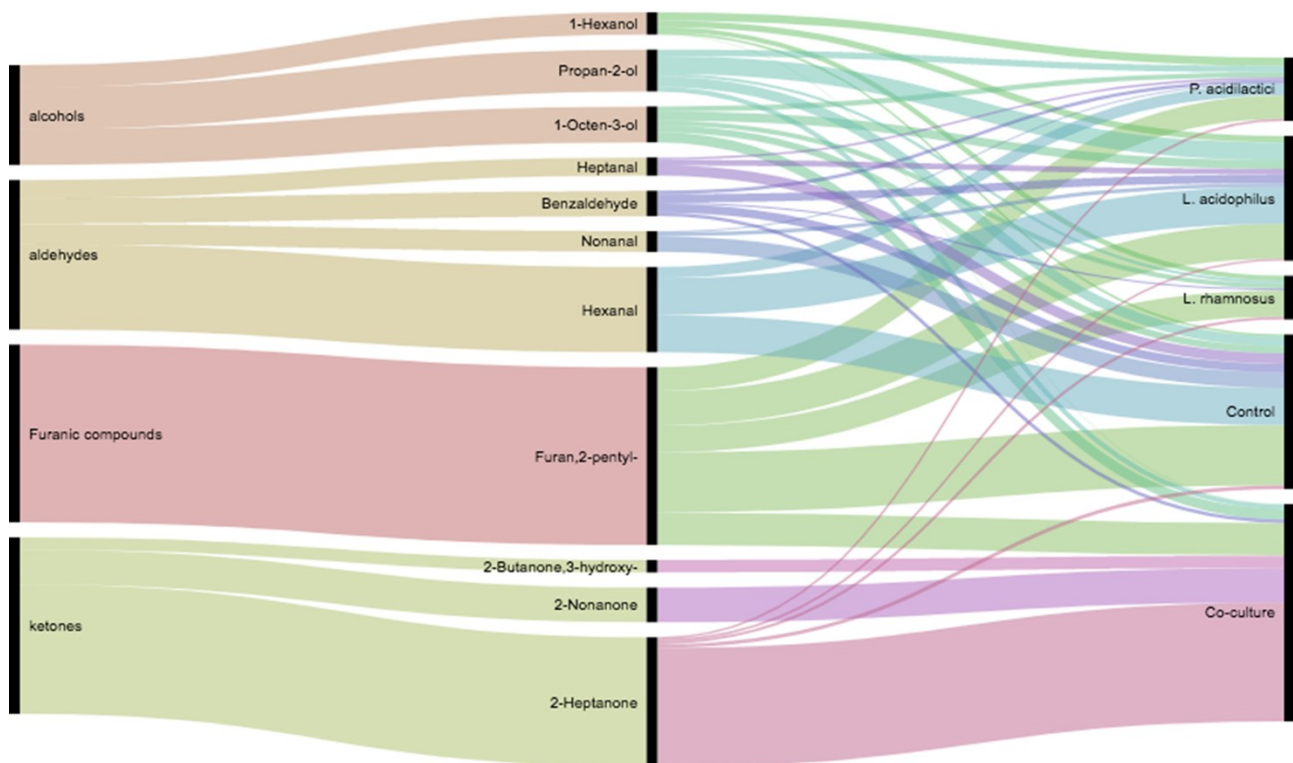 alcohols
aldehydes
Furanic compounds
ketones
1-Hexanol
Propan-2-ol
1-Octen-3-ol
Heptanal
Benzaldehyde
Nonanal
Hexanal
Furan,2-pentyl-
2-Butanone,3-hydroxy-
2-Nonanone
2-Heptanone
P. acidilactici
L. acidophilus
L. rhamnosus
Control
Co-culture